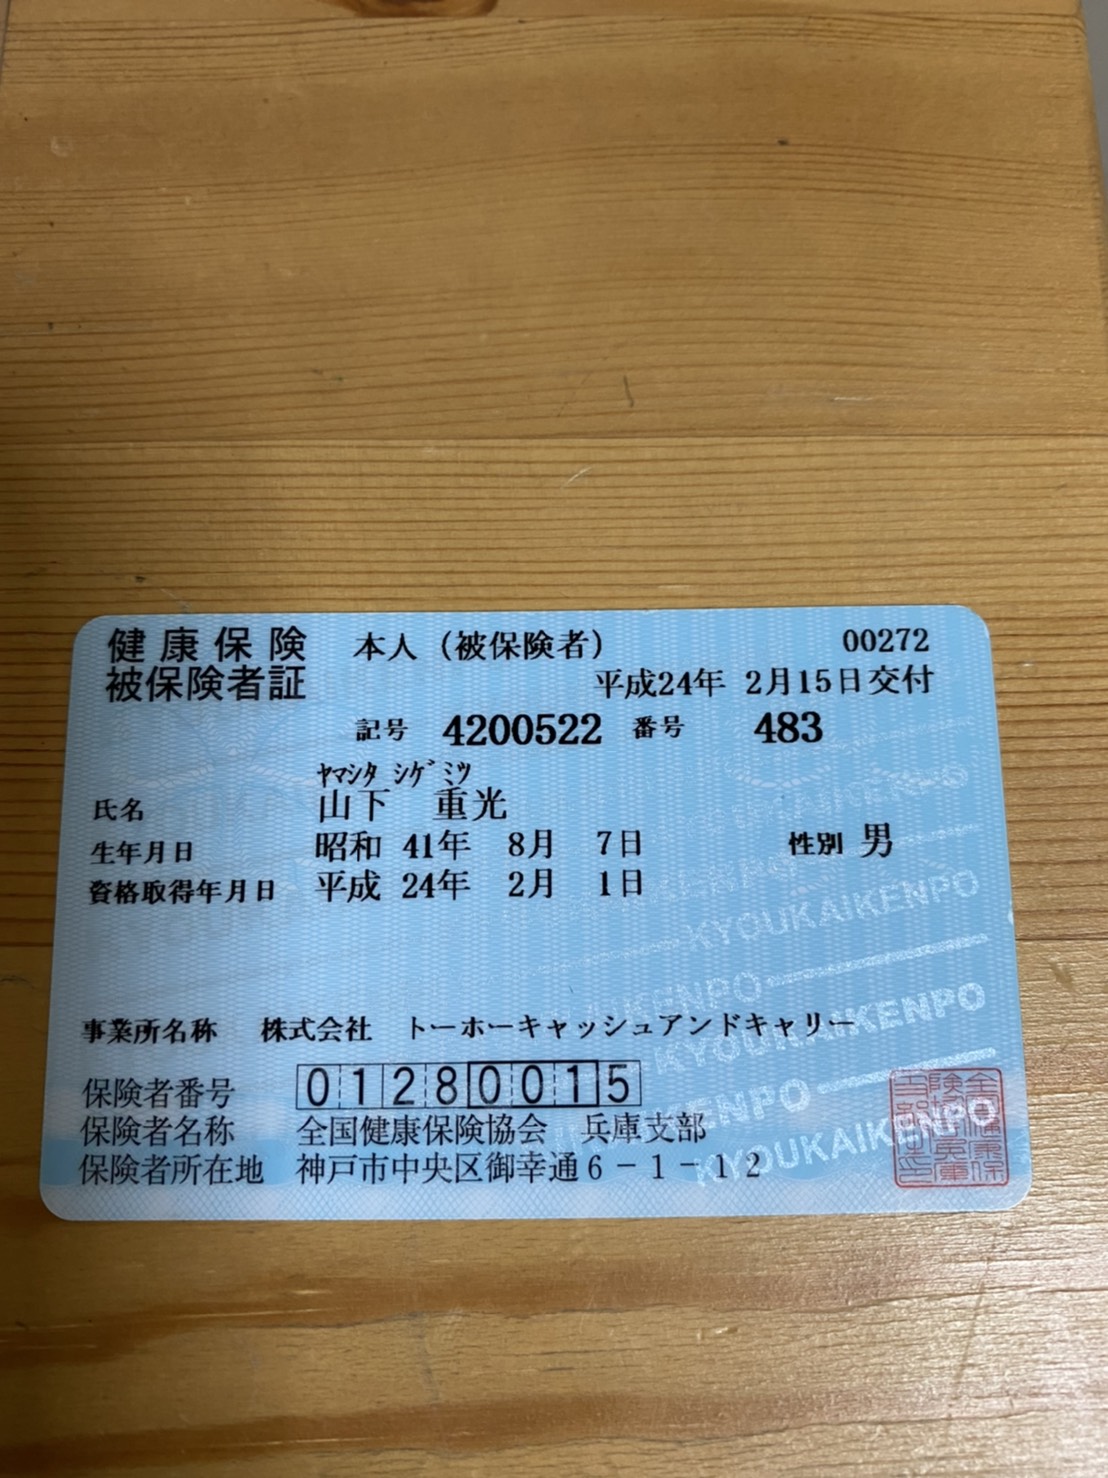 健康保険 本人（被保険者） 00272
被保険者証 平成24年 2月15日交付
記号 4200522 番号 483
ﾔﾏｼﾀ ｼｹﾞﾐﾂ
氏名 山下 重光
生年月日 昭和 41年 8月 7日 性別 男
資格取得年月日 平成 24年 2月 1日
KYOUKAIKENPO
KYOUKAIKENPO
KYOUKAIKENPO
事業所名称 株式会社 トーホーキャッシュアンドキャリー
保険者番号 01280015
保険者名称 全国健康保険協会 兵庫支部
保険者所在地 神戸市中央区御幸通6－1－12